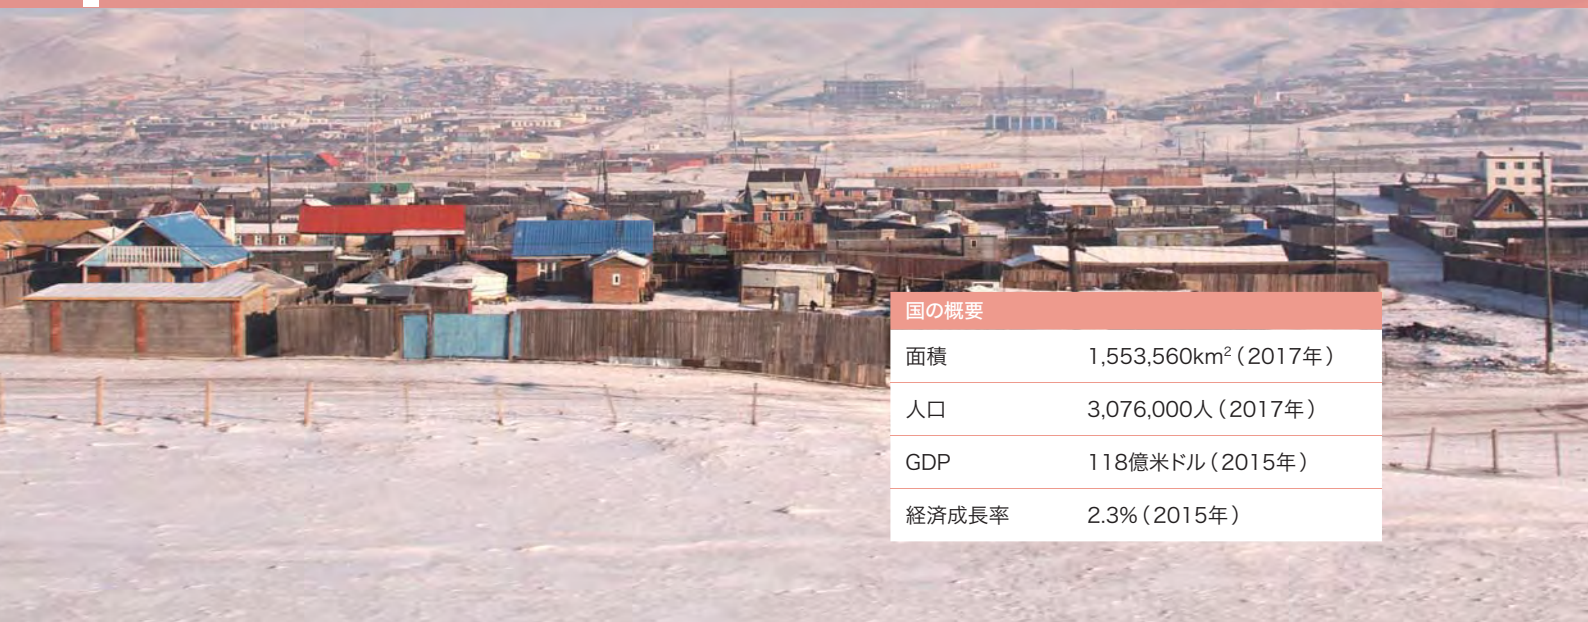 国の概要
面積 1,553,560km²（2017年）
人口 3,076,000人（2017年）
GDP 118億米ドル（2015年）
経済成長率 2.3%（2015年）